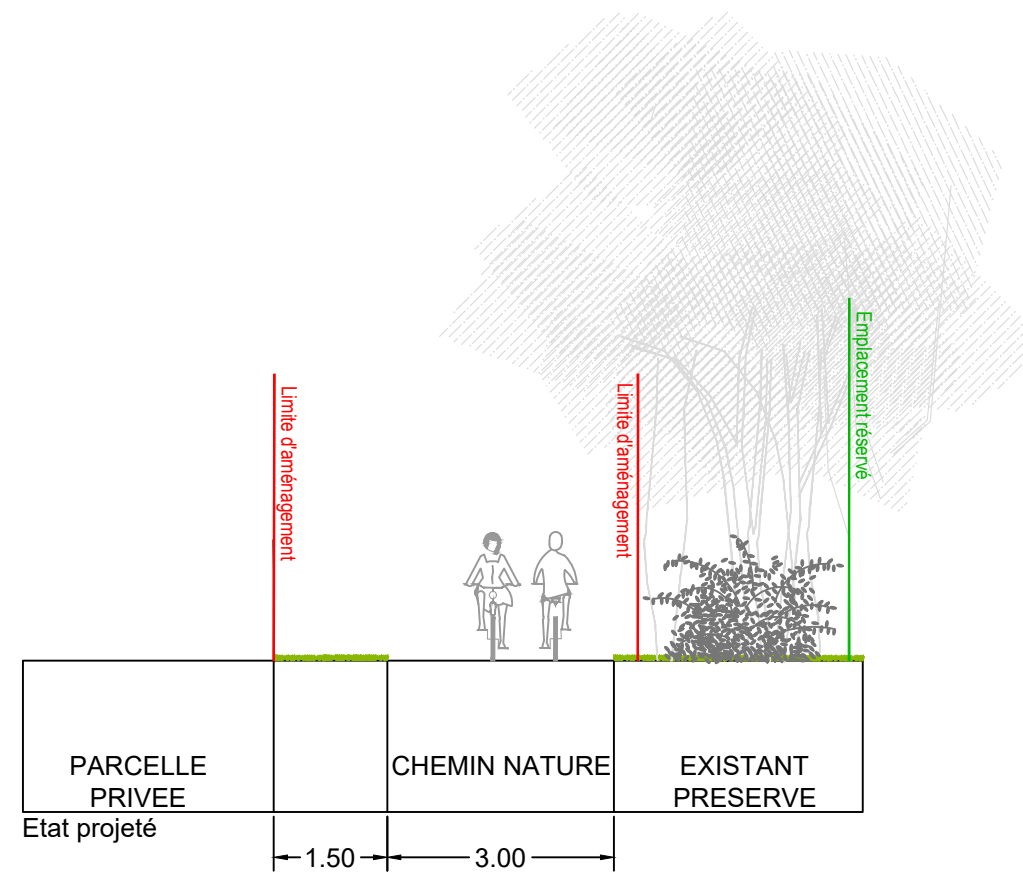 Emplacement réservé
Limite d'aménagement
Limite d'aménagement
PARCELLE
PRIVEE
CHEMIN NATURE
EXISTANT
PRESERVE
Etat projeté
1.50
3.00